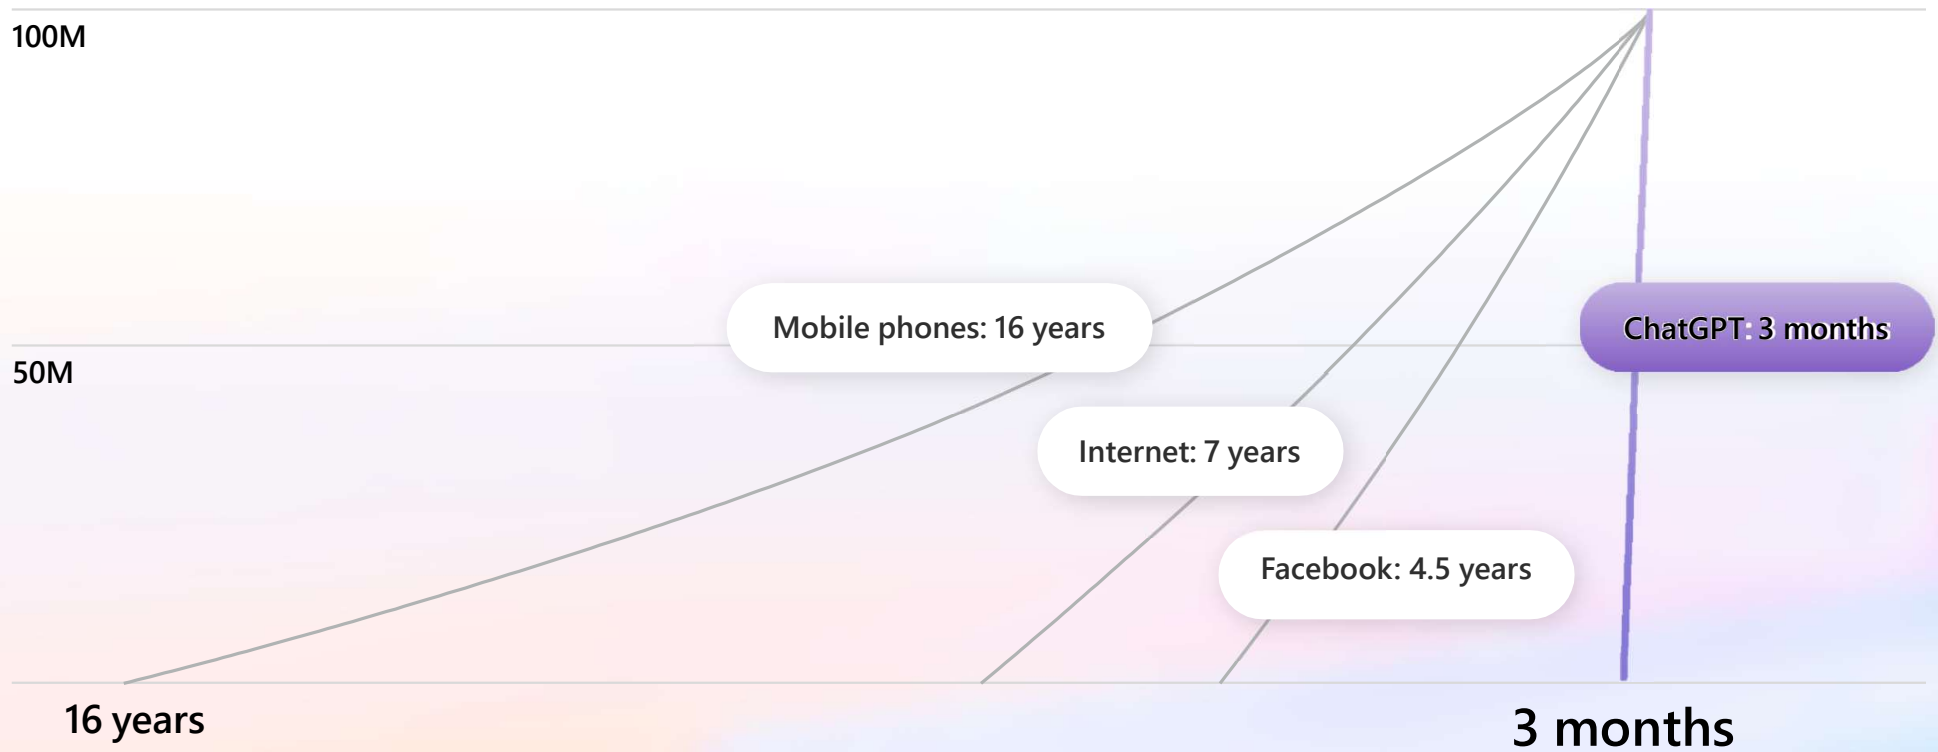 100M
Mobile phones: 16 years
ChatGPT: 3 months
50M
Internet: 7 years
Facebook: 4.5 years
16 years
3 months